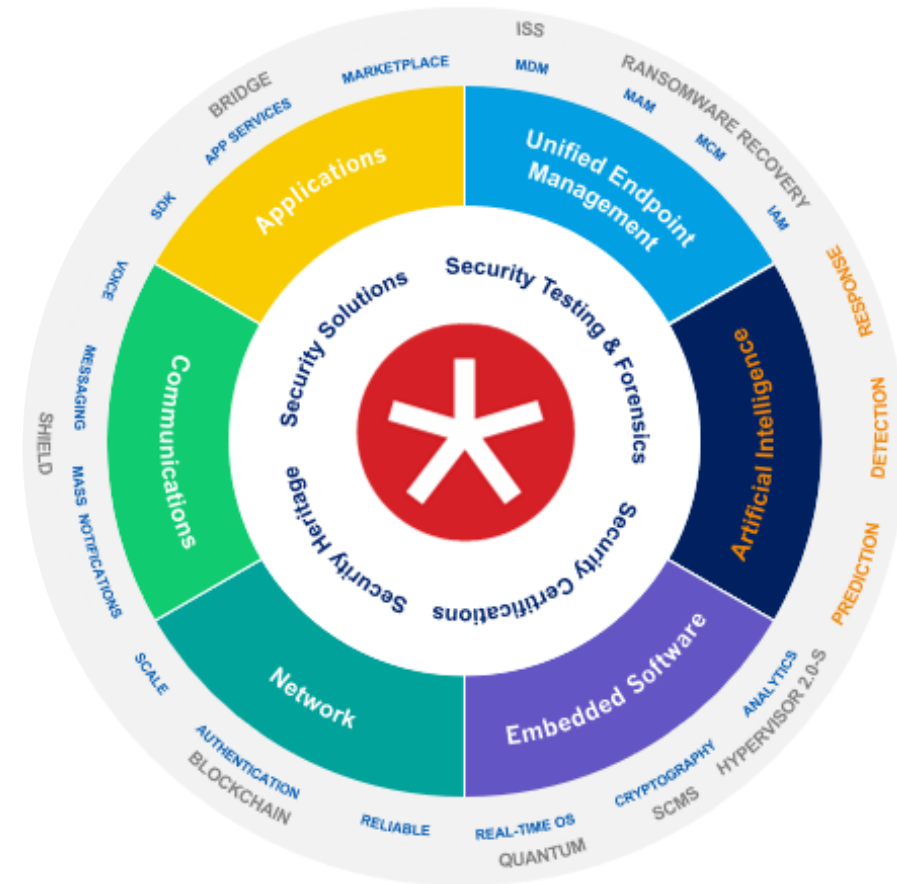 ISS
RANSOMWARE RECOVERY
BRIDGE
SHIELD
BLOCKCHAIN
QUANTUM
SCMS
HYPERVISOR 2.0-S
MDM
MAM
MCM
IAM
RESPONSE
DETECTION
PREDICTION
ANALYTICS
CRYPTOGRAPHY
REAL-TIME OS
RELIABLE
AUTHENTICATION
SCALE
MASS NOTIFICATIONS
MESSAGING
VOICE
SDK
APP SERVICES
MARKETPLACE
Unified Endpoint
Management
Artificial Intelligence
Embedded Software
Network
Communications
Applications
Security Testing & Forensics
Security Certifications
Security Heritage
Security Solutions